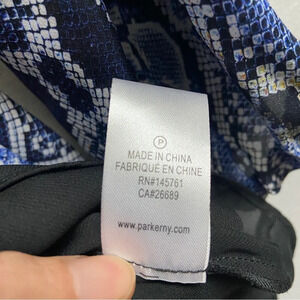 P
MADE IN CHINA
FABRIQUÉ EN CHINE
RN#145761
CA#26689
www.parkerny.com